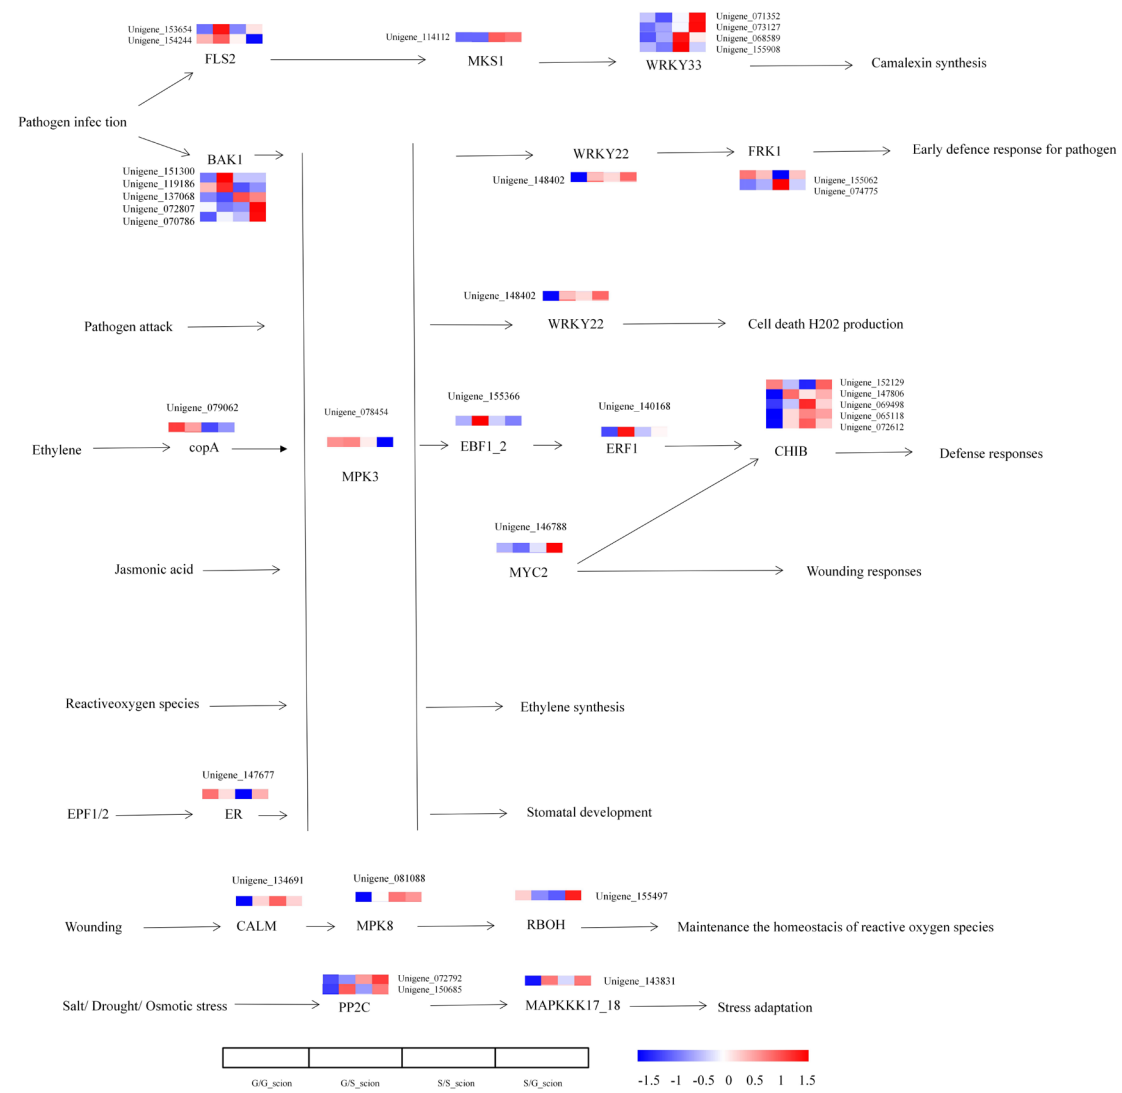 Unigene_153654
Unigene_154244
FLS2
Unigene_114112
MKS1
Unigene_071352
Unigene_073127
Unigene_068589
Unigene_155908
WRKY33
Camalexin synthesis
Pathogen infec tion
BAK1
Unigene_151300
Unigene_119186
Unigene_137068
Unigene_072807
Unigene_070786
WRKY22
Unigene_148402
FRK1
Unigene_155062
Unigene_074775
Early defence response for pathogen
Pathogen attack
Unigene_148402
WRKY22
Cell death H202 production
Ethylene
Unigene_079062
copA
Unigene_078454
MPK3
Unigene_155366
EBF1_2
Unigene_140168
ERF1
Unigene_152129
Unigene_147806
Unigene_069498
Unigene_065118
Unigene_072612
CHIB
Defense responses
Jasmonic acid
Unigene_146788
MYC2
Wounding responses
Reactiveoxygen species
Ethylene synthesis
EPF1/2
Unigene_147677
ER
Stomatal development
Wounding
Unigene_134691
CALM
Unigene_081088
MPK8
Unigene_155497
RBOH
Maintenance the homeostacis of reactive oxygen species
Salt/ Drought/ Osmotic stress
Unigene_072792
Unigene_150685
PP2C
Unigene_143831
MAPKKK17_18
Stress adaptation
G/G_scion
G/S_scion
S/S_scion
S/G_scion
-1.5 -1 -0.5 0 0.5 1 1.5